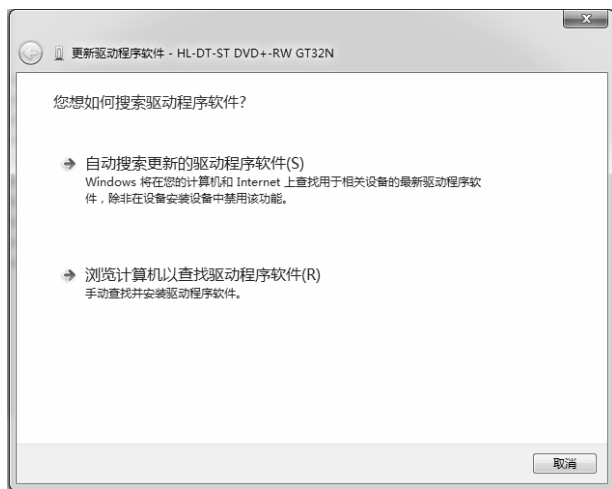 更新驱动程序软件 - HL-DT-ST DVD+-RW GT32N
您想如何搜索驱动程序软件?
自动搜索更新的驱动程序软件(S)
Windows 将在您的计算机和 Internet 上查找用于相关设备的最新驱动程序软
件，除非在设备安装设备中禁用该功能。
浏览计算机以查找驱动程序软件(R)
手动查找并安装驱动程序软件。
取消